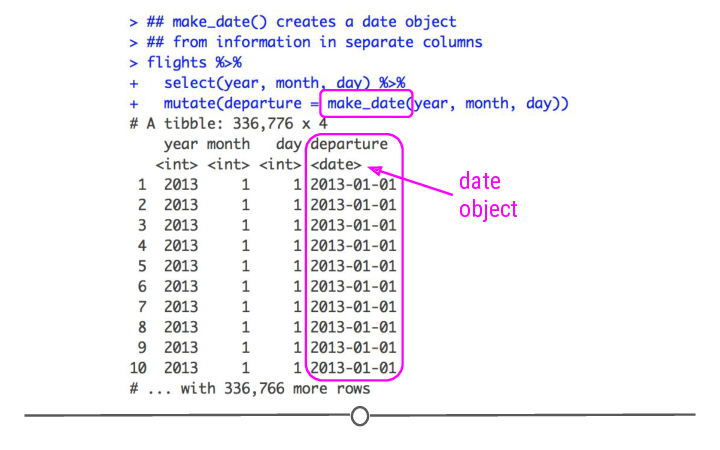 > ## make_date() creates a date object
> ## from information in separate columns
> flights %>%
+   select(year, month, day) %>%
+   mutate(departure = make_date(year, month, day))
# A tibble: 336,776 x 4
    year month   day departure
   <int> <int> <int> <date>
 1  2013     1     1 2013-01-01
 2  2013     1     1 2013-01-01
 3  2013     1     1 2013-01-01
 4  2013     1     1 2013-01-01
 5  2013     1     1 2013-01-01
 6  2013     1     1 2013-01-01
 7  2013     1     1 2013-01-01
 8  2013     1     1 2013-01-01
 9  2013     1     1 2013-01-01
10  2013     1     1 2013-01-01
# ... with 336,766 more rows
date
object